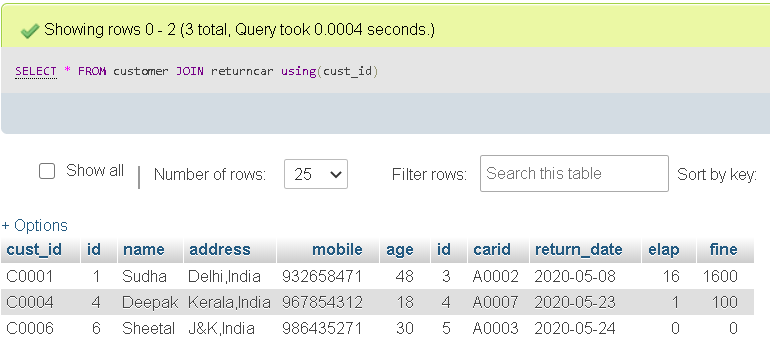 Showing rows 0 - 2 (3 total, Query took 0.0004 seconds.)
SELECT * FROM customer JOIN returncar using(cust_id)
Show all | Number of rows: 25 Filter rows: Search this table Sort by key:
+ Options
cust_id id name address mobile age id carid return_date elap fine
C0001 1 Sudha Delhi,India 932658471 48 3 A0002 2020-05-08 16 1600
C0004 4 Deepak Kerala,India 967854312 18 4 A0007 2020-05-23 1 100
C0006 6 Sheetal J&K,India 986435271 30 5 A0003 2020-05-24 0 0